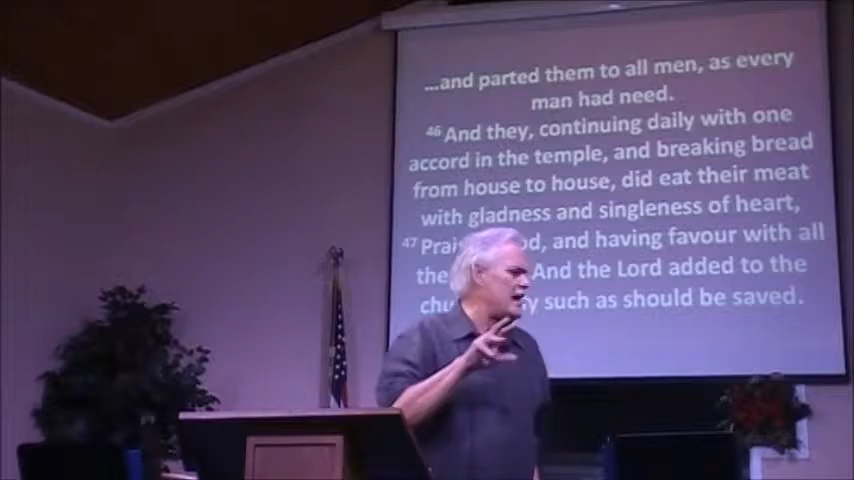 ...and parted them to all men, as every
man had need.
46 And they, continuing daily with one
accord in the temple, and breaking bread
from house to house, did eat their meat
with gladness and singleness of heart,
47 and having favour with all
And the Lord added to the
such as should be saved.